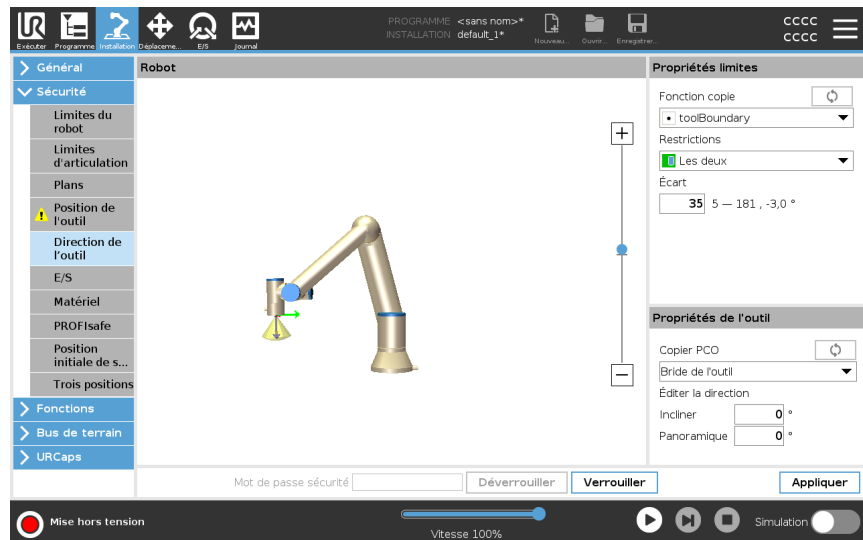 PROGRAMME <sans nom>*
INSTALLATION default_1*
cccc
cccc
Exécuter Programme Installation Déplaceme... E/S Journal
Nouveau... Ouvrir... Enregistrer...
Général
Sécurité
Limites du
robot
Limites
d'articulation
Plans
Position de
l'outil
Direction de
l'outil
E/S
Matériel
PROFIsafe
Position
initiale de s...
Trois positions
Fonctions
Bus de terrain
URCaps
Robot
Propriétés limites
Fonction copie
toolBoundary
Restrictions
Les deux
Écart
35 5 — 181 , -3,0 °
Propriétés de l'outil
Copier PCO
Bride de l'outil
Éditer la direction
Incliner 0 °
Panoramique 0 °
Mot de passe sécurité Déverrouiller Verrouiller Appliquer
Mise hors tension
Vitesse 100%
Simulation